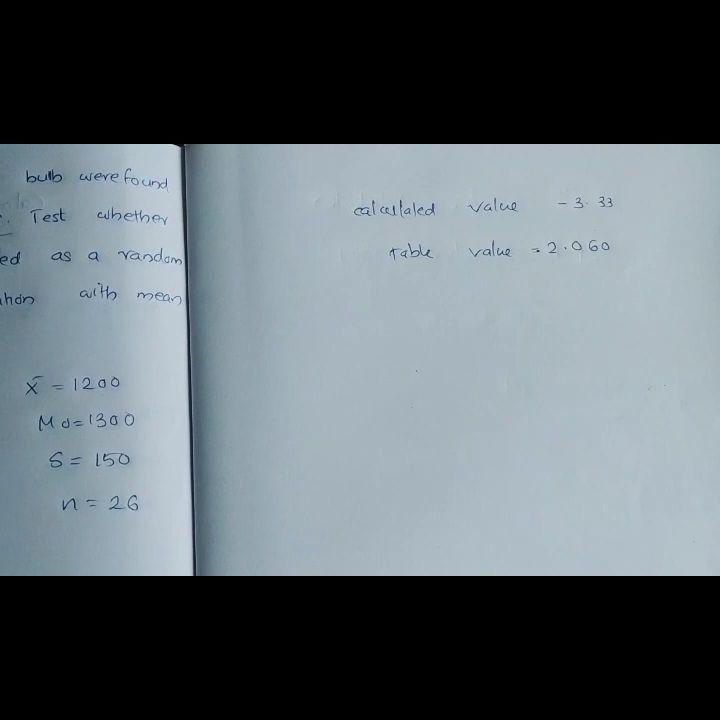 bulb were found
. Test whether
ed as a random
with mean
x̄ = 1200
μ0 = 1300
S = 150
n = 26
calculated value - 3.33
table value = 2.060